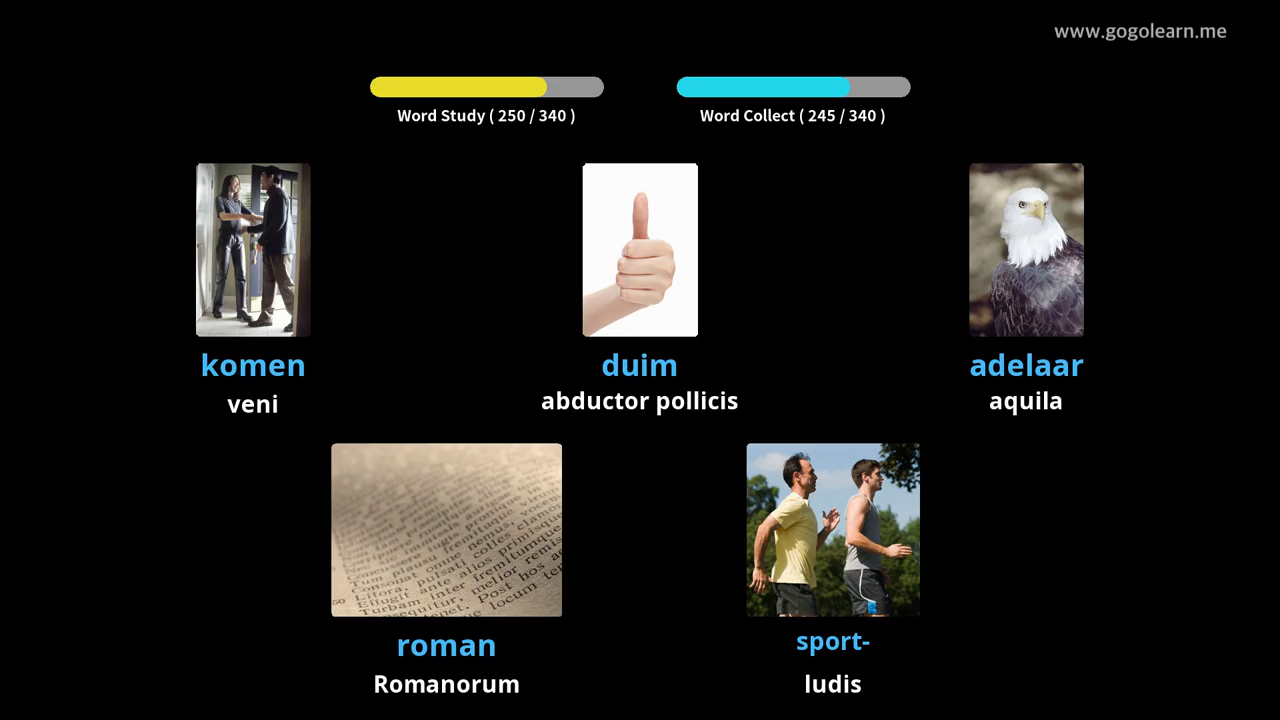 www.gogolearn.me
Word Study ( 250 / 340 )
Word Collect ( 245 / 340 )
komen
veni
duim
abductor pollicis
adelaar
aquila
roman
Romanorum
sport-
ludis